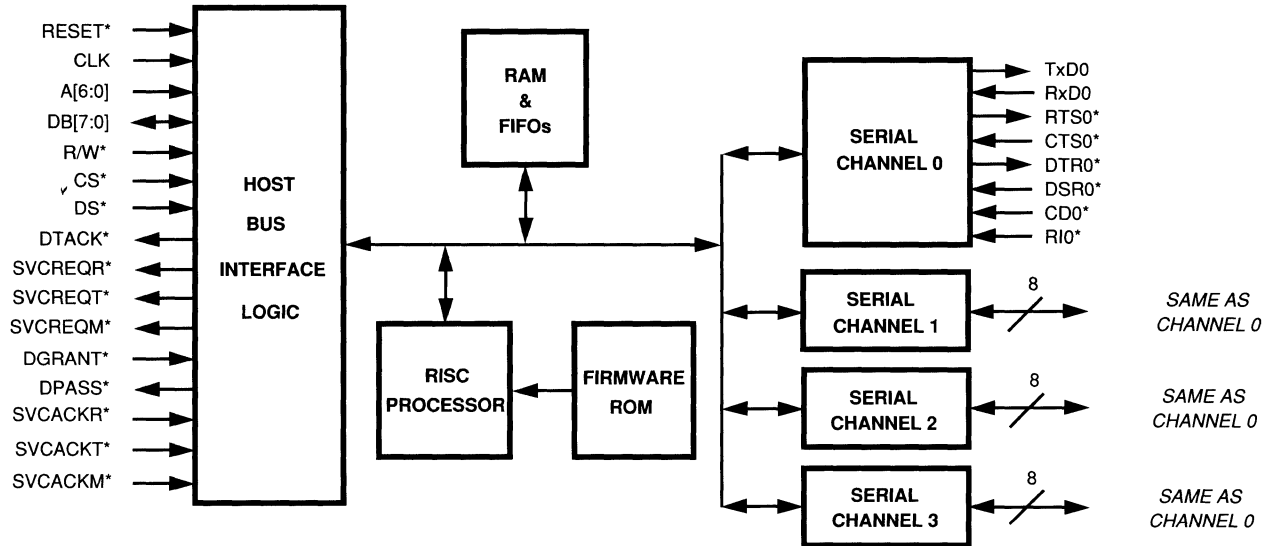 RESET*
CLK
A[6:0]
DB[7:0]
R/W*
CS*
DS*
DTACK*
SVCREQR*
SVCREQT*
SVCREQM*
DGRANT*
DPASS*
SVCACKR*
SVCACKT*
SVCACKM*
HOST
BUS
INTERFACE
LOGIC
RAM
&
FIFOs
RISC
PROCESSOR
FIRMWARE
ROM
SERIAL
CHANNEL 0
TxD0
RxD0
RTS0*
CTS0*
DTR0*
DSR0*
CD0*
RI0*
SERIAL
CHANNEL 1
8
SAME AS
CHANNEL 0
SERIAL
CHANNEL 2
8
SAME AS
CHANNEL 0
SERIAL
CHANNEL 3
8
SAME AS
CHANNEL 0